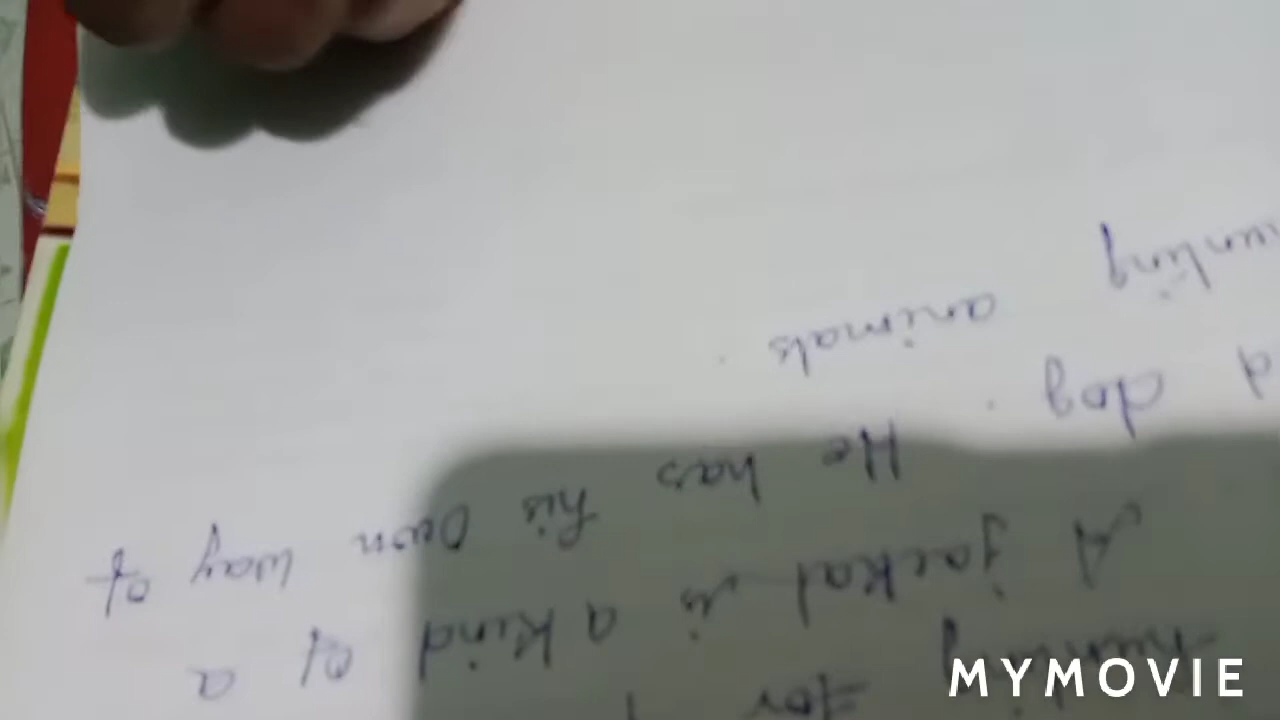 hunting for
A jackal is a kind of a
dog. He has his own way of
hunting animals.
MYMOVIE